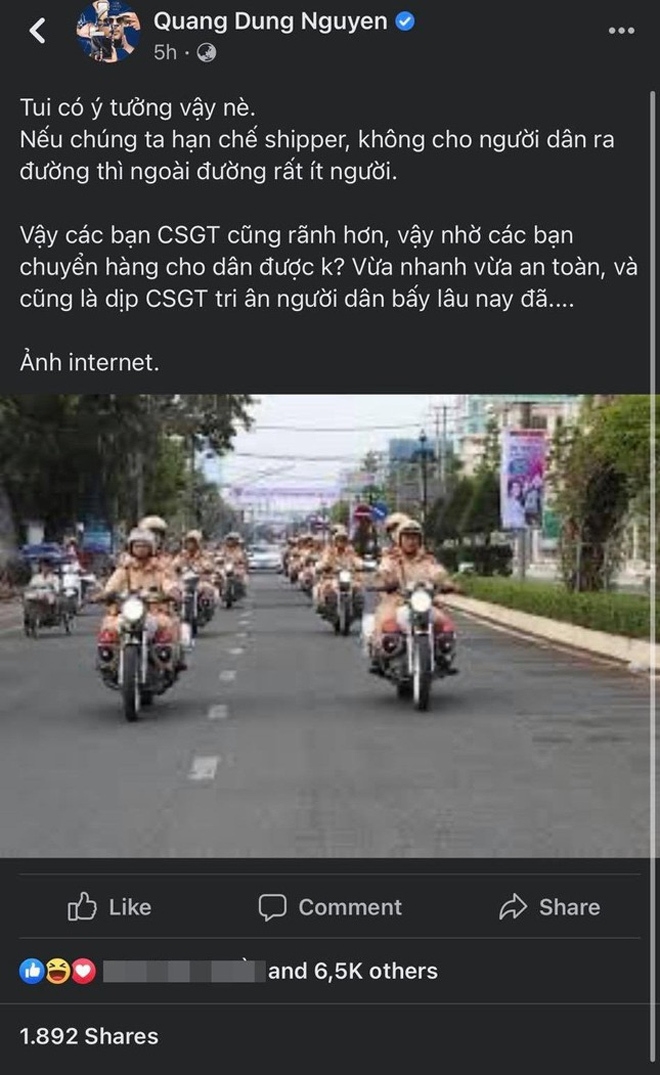 Quang Dung Nguyen
5h
Tui có ý tưởng vậy nè.
Nếu chúng ta hạn chế shipper, không cho người dân ra
đường thì ngoài đường rất ít người.
Vậy các bạn CSGT cũng rãnh hơn, vậy nhờ các bạn
chuyển hàng cho dân được k? Vừa nhanh vừa an toàn, và
cũng là dịp CSGT tri ân người dân bấy lâu nay đã....
Ảnh internet.
Like Comment Share
and 6,5K others
1.892 Shares